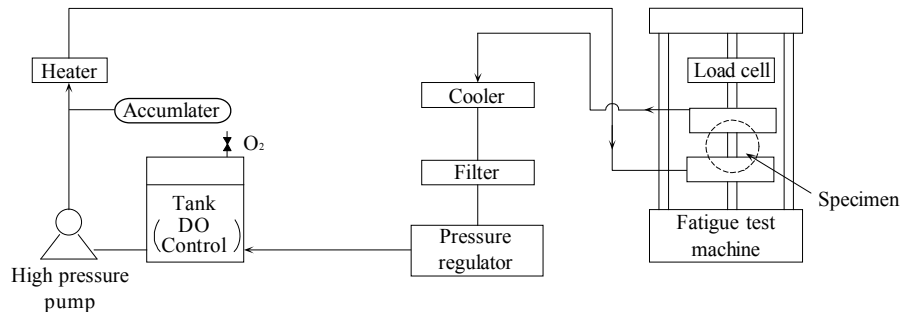 Heater
Accumlater
O₂
Tank
DO
Control
High pressure
pump
Cooler
Filter
Pressure
regulator
Load cell
Specimen
Fatigue test
machine